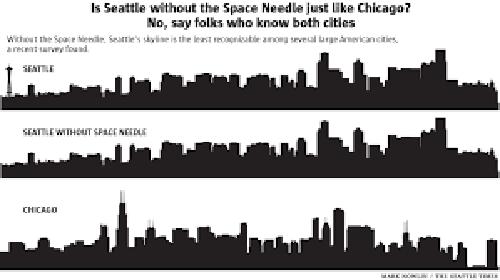 Is Seattle without the Space Needle just like Chicago?
No, say folks who know both cities
Without the Space Needle, Seattle's skyline is the least recognizable among several large American cities,
a recent survey found.
SEATTLE
SEATTLE WITHOUT SPACE NEEDLE
CHICAGO
MARK NOWLIN / THE SEATTLE TIMES